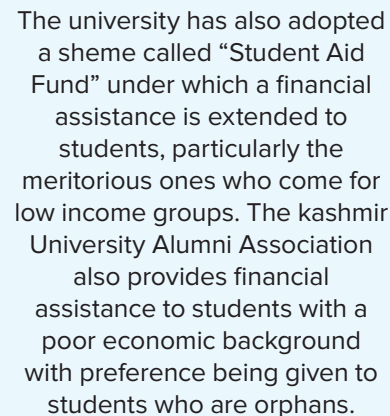 The university has also adopted
a sheme called “Student Aid
Fund” under which a financial
assistance is extended to
students, particularly the
meritorious ones who come for
low income groups. The kashmir
University Alumni Association
also provides financial
assistance to students with a
poor economic background
with preference being given to
students who are orphans.